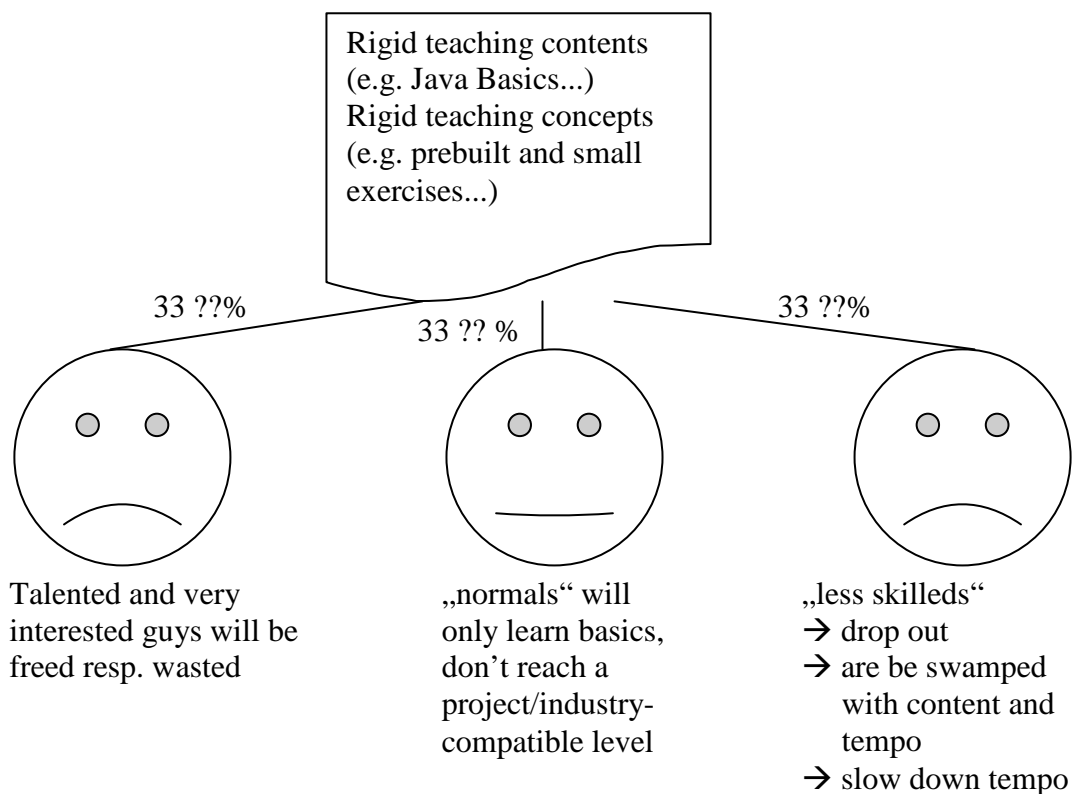 Rigid teaching contents
(e.g. Java Basics...)
Rigid teaching concepts
(e.g. prebuilt and small
exercises...)
33 ??%
33 ?? %
33 ??%
Talented and very
interested guys will be
freed resp. wasted
„normals“ will
only learn basics,
don’t reach a
project/industry-
compatible level
„less skilleds“
→ drop out
→ are be swamped
with content and
tempo
→ slow down tempo